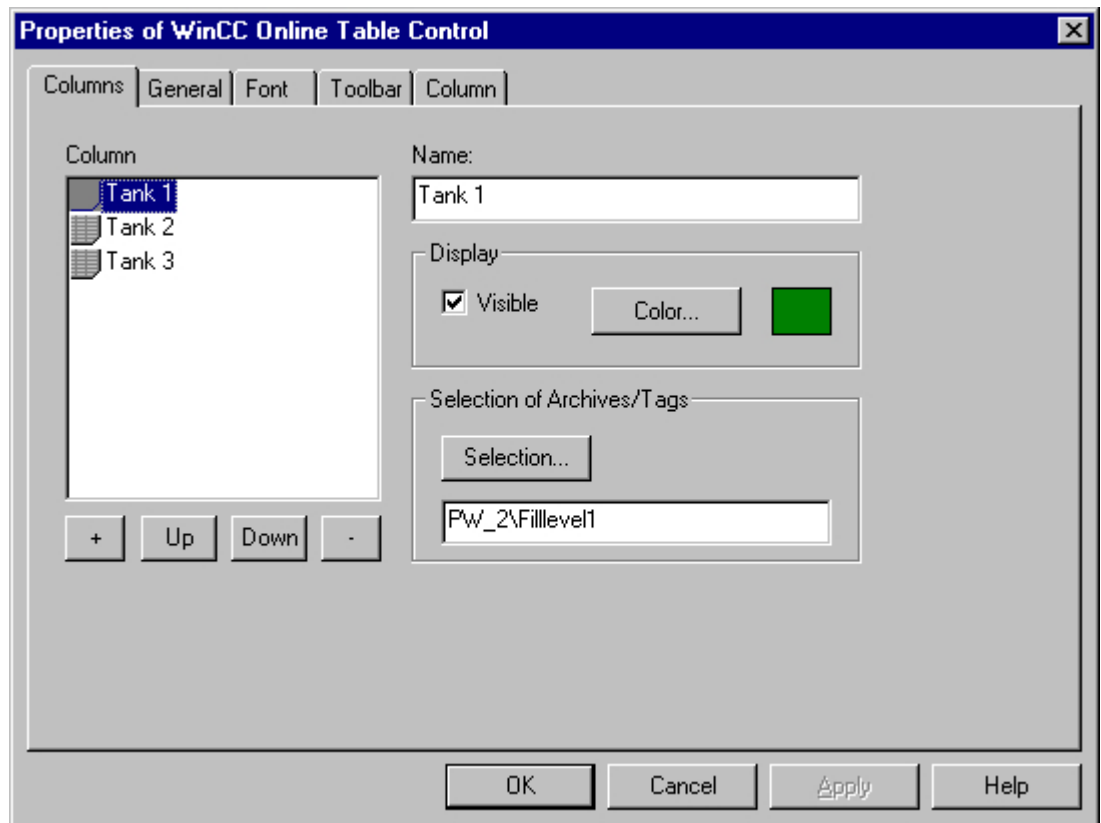 Properties of WinCC Online Table Control
Columns General Font Toolbar Column
Column
Tank 1
Tank 2
Tank 3
+ Up Down -
Name:
Tank 1
Display
Visible Color...
Selection of Archives/Tags
Selection...
PW_2\Filllevel1
OK Cancel Apply Help